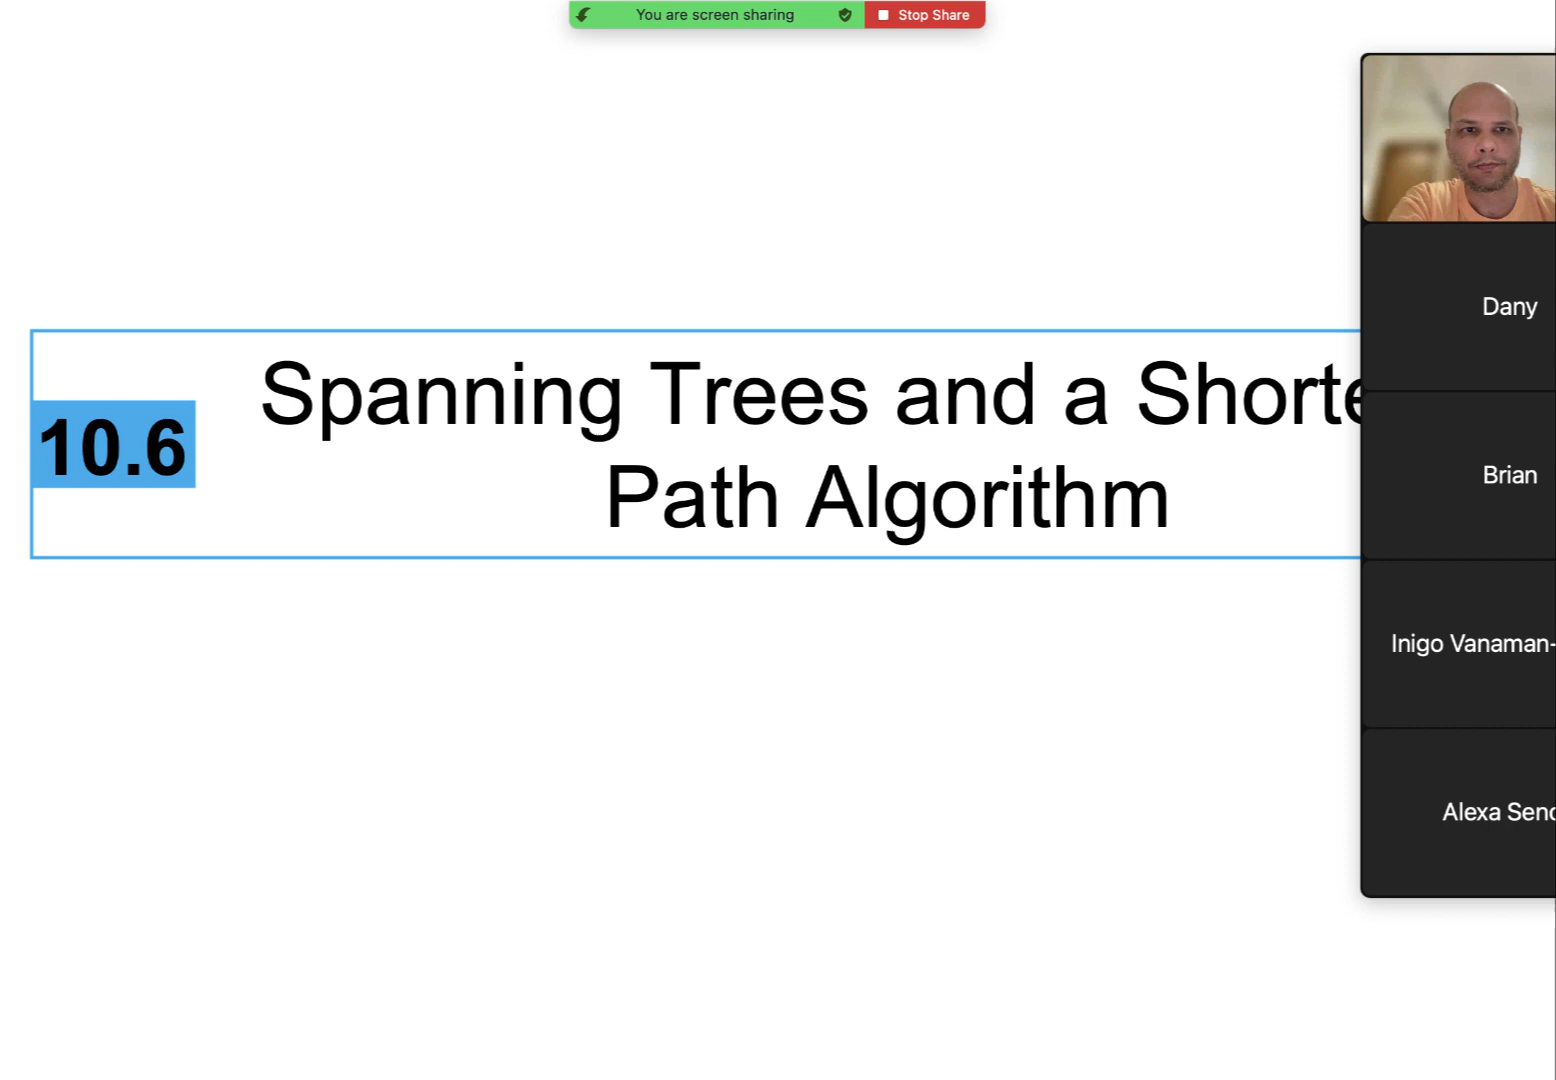 You are screen sharing
Stop Share
Spanning Trees and a Shorte
10.6
Path Algorithm
Dany
Brian
Inigo Vanaman-
Alexa Send